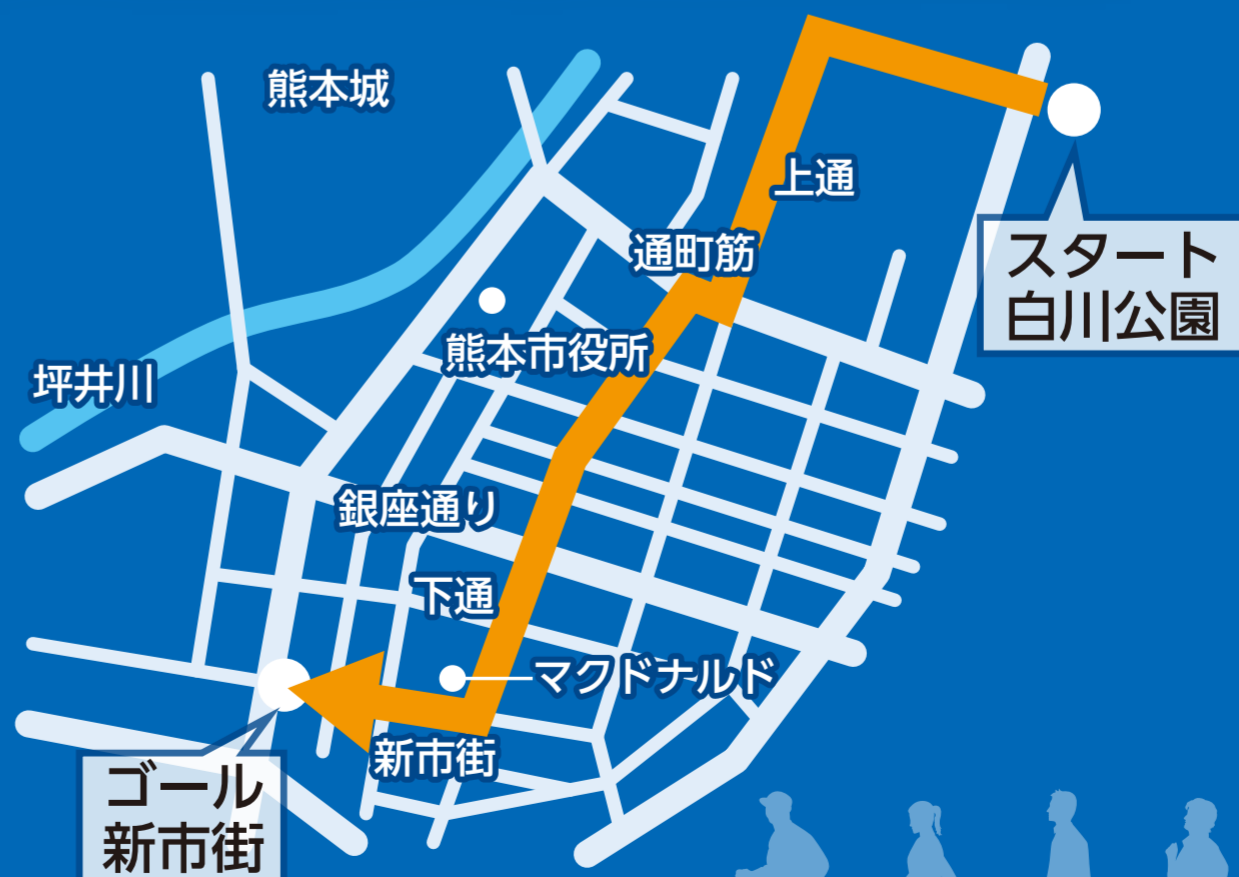 熊本城
上通
スタート
白川公園
通町筋
熊本市役所
坪井川
銀座通り
下通
マクドナルド
新市街
ゴール
新市街